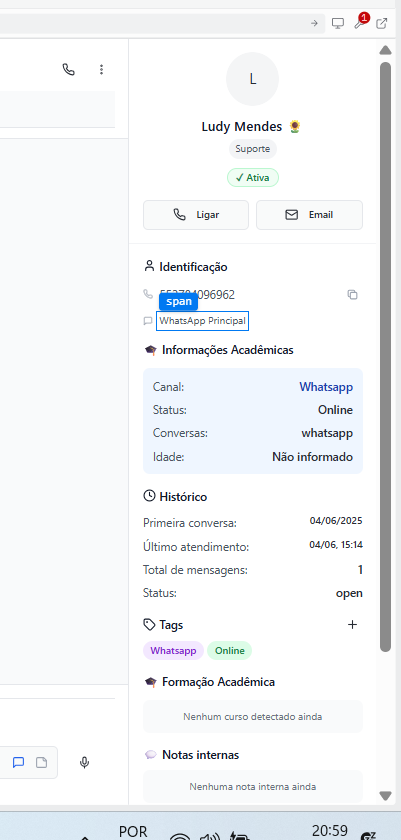 1
L
Ludy Mendes
Suporte
✓ Ativa
Ligar
Email
Identificação
span
WhatsApp Principal
Informações Acadêmicas
Canal: Whatsapp
Status: Online
Conversas: whatsapp
Idade: Não informado
Histórico
Primeira conversa: 04/06/2025
Último atendimento: 04/06, 15:14
Total de mensagens: 1
Status: open
Tags +
Whatsapp Online
Formação Acadêmica
Nenhum curso detectado ainda
Notas internas
Nenhuma nota interna ainda
POR
20:59